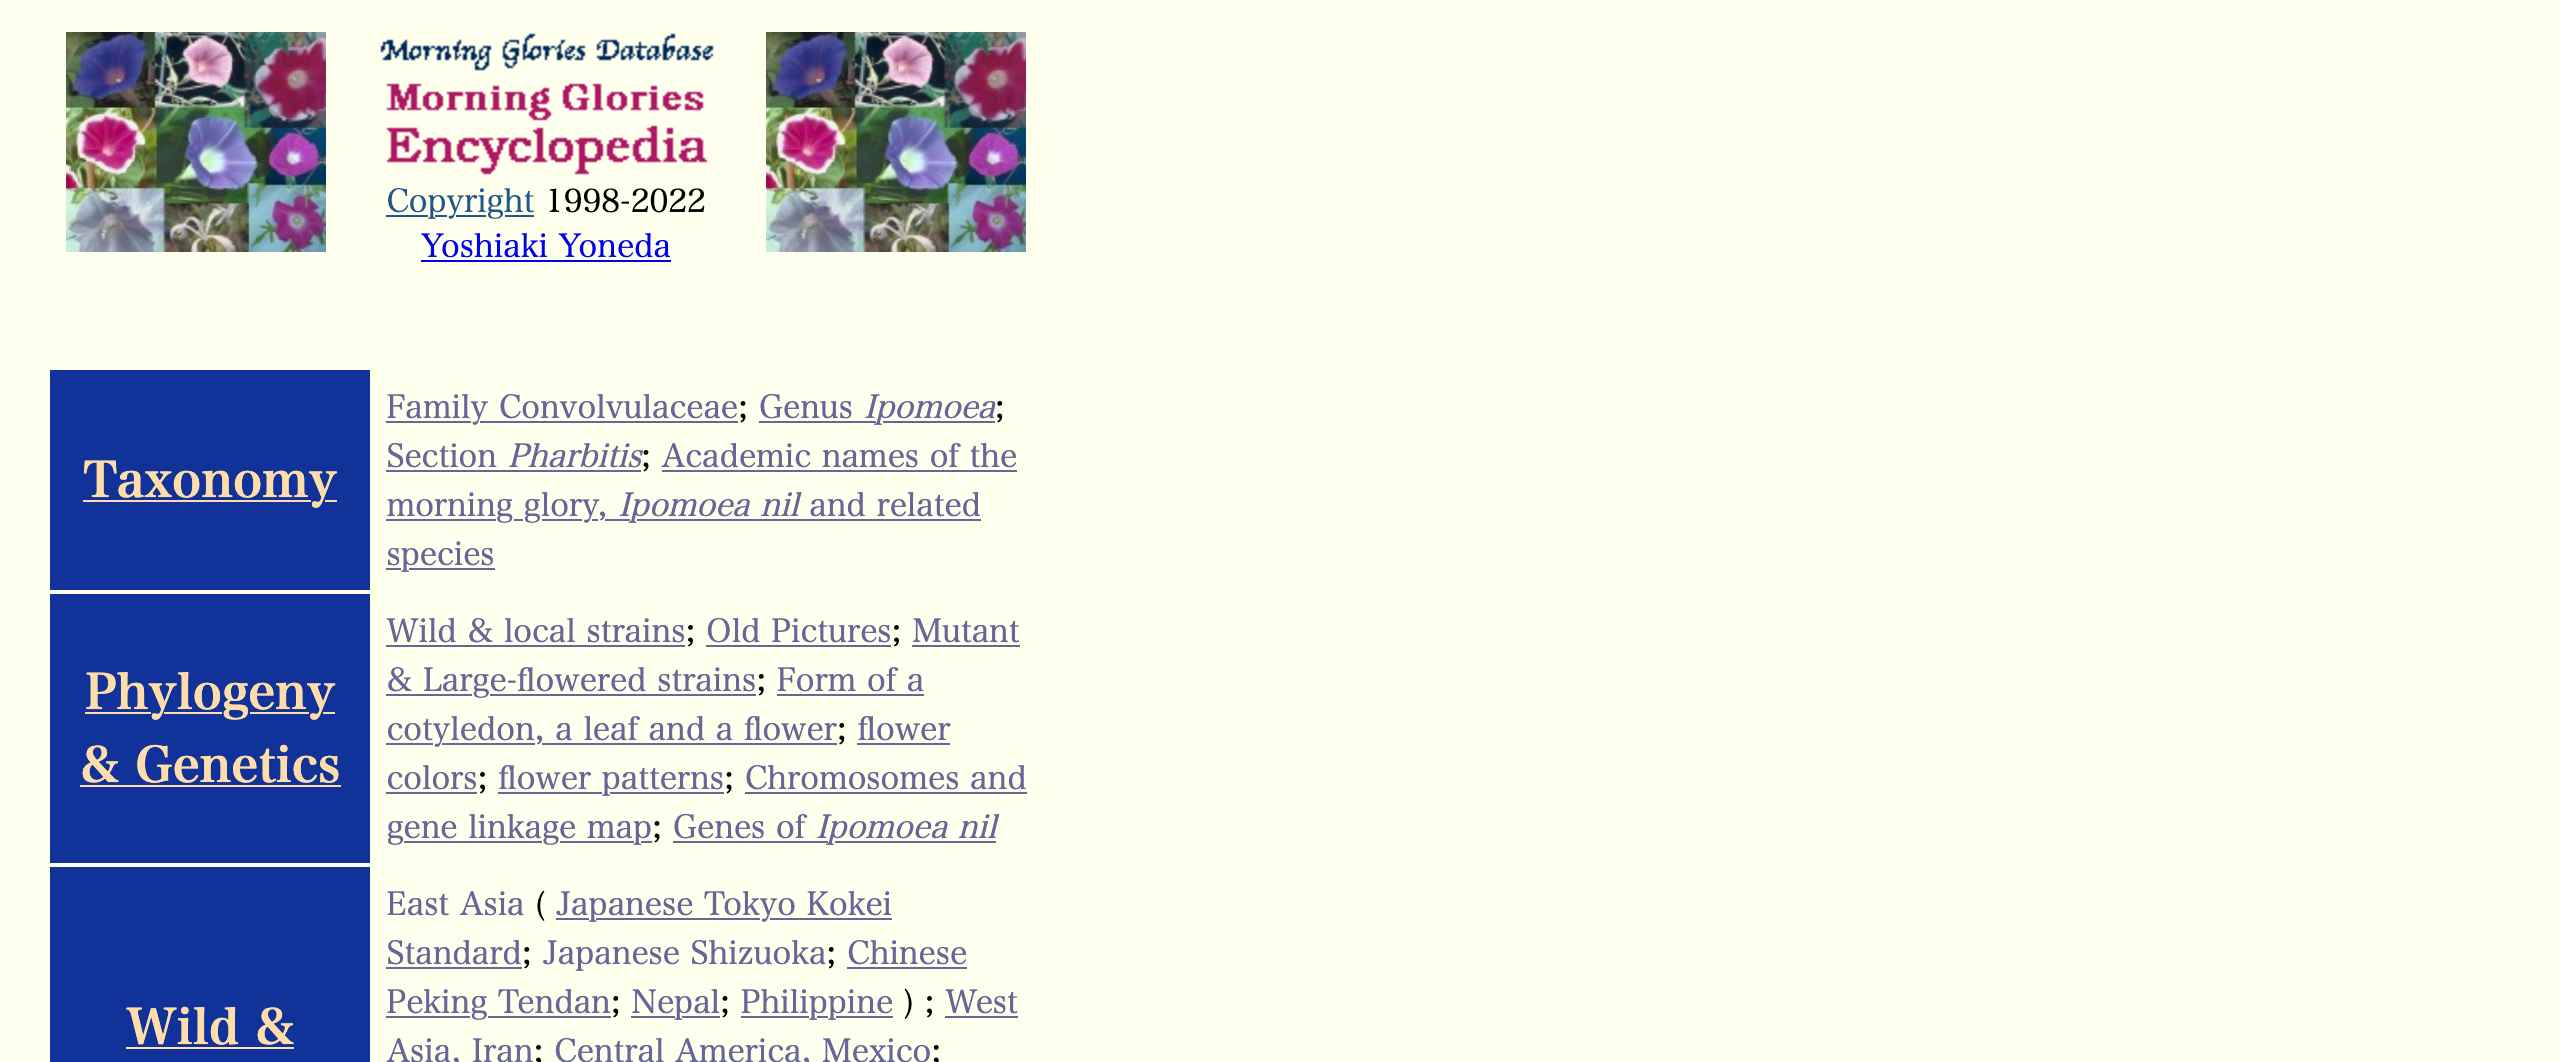 Morning Glories Database
Morning Glories
Encyclopedia
Copyright 1998-2022
Yoshiaki Yoneda
Taxonomy
Family Convolvulaceae; Genus Ipomoea;
Section Pharbitis; Academic names of the
morning glory, Ipomoea nil and related
species
Phylogeny
& Genetics
Wild & local strains; Old Pictures; Mutant
& Large-flowered strains; Form of a
cotyledon, a leaf and a flower; flower
colors; flower patterns; Chromosomes and
gene linkage map; Genes of Ipomoea nil
Wild &
East Asia ( Japanese Tokyo Kokei
Standard; Japanese Shizuoka; Chinese
Peking Tendan; Nepal; Philippine ) ; West
Asia, Iran; Central America, Mexico;